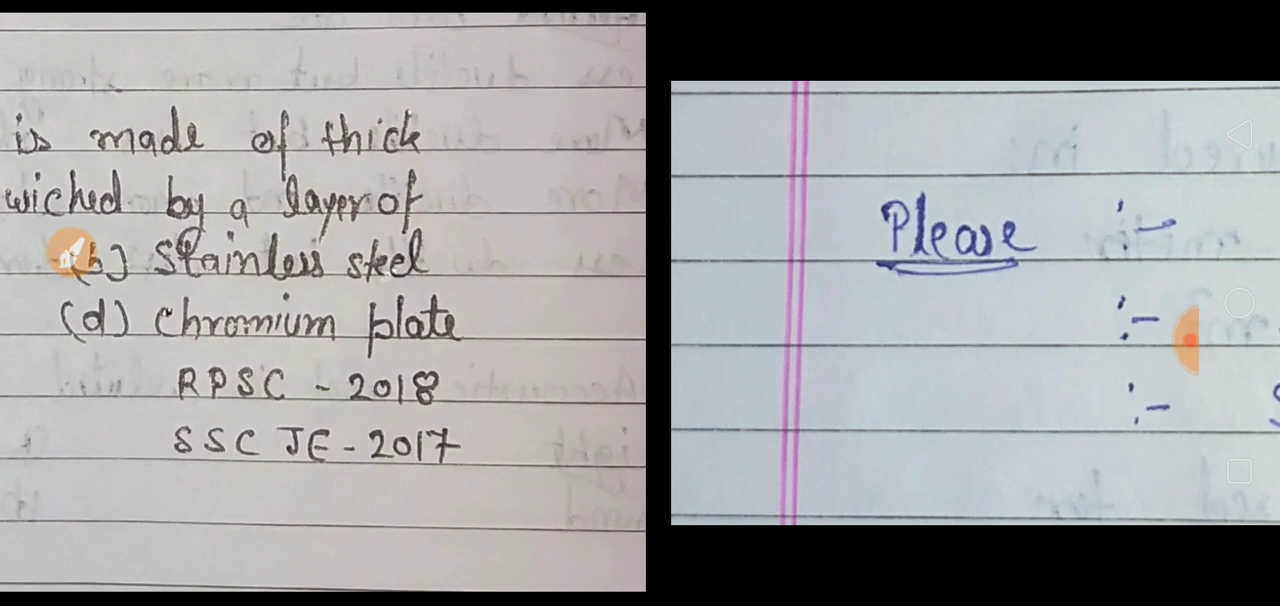 is made of thick
wiched by a layer of
(b) Stainless steel
(d) chromium plate
RPSC - 2018
SSC JE - 2017
Please :-
:-
:-